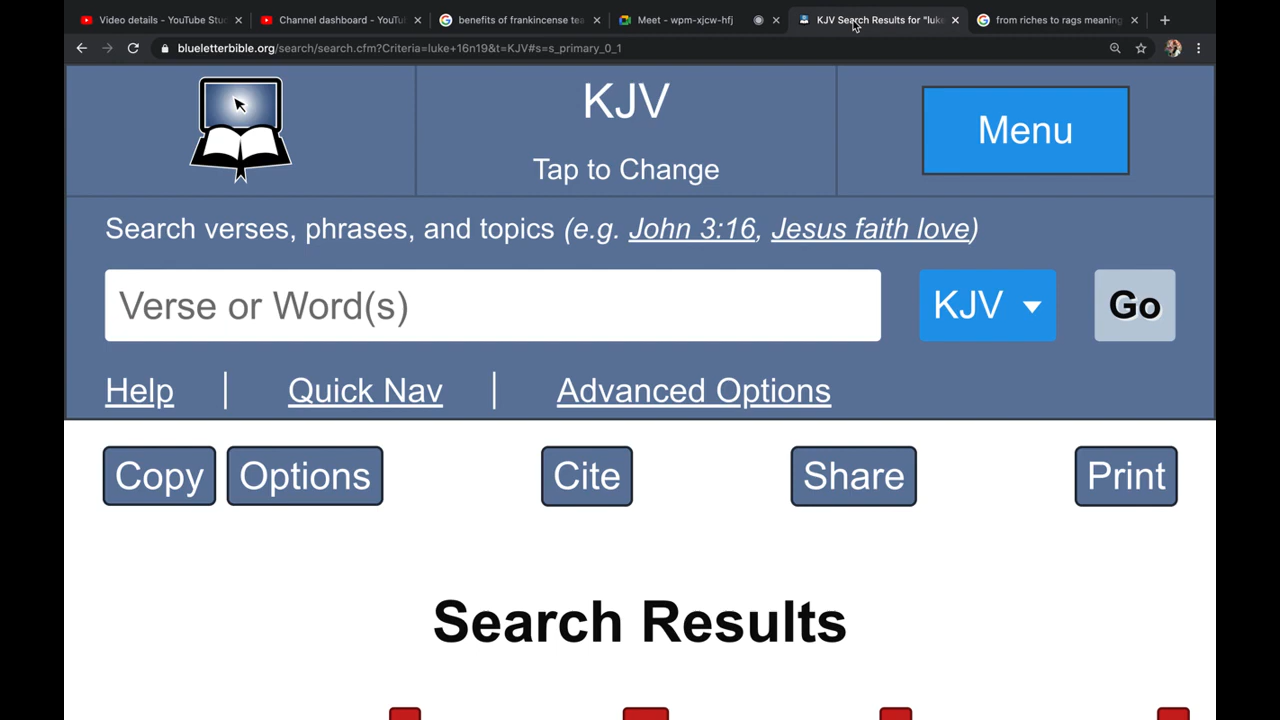 Video details - YouTube Stu
Channel dashboard - YouTu
benefits of frankincense tea
Meet - wpm-xjcw-hfj
KJV Search Results for "luke
from riches to rags meaning
blueletterbible.org/search/search.cfm?Criteria=luke+16n19&t=KJV#s=s_primary_0_1
KJV
Tap to Change
Menu
Search verses, phrases, and topics (e.g. John 3:16, Jesus faith love)
Verse or Word(s)
KJV
Go
Help | Quick Nav | Advanced Options
Copy
Options
Cite
Share
Print
Search Results